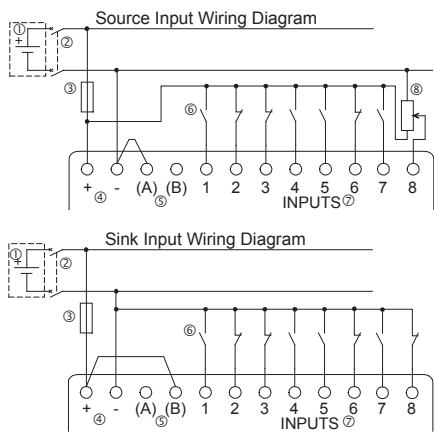 Source Input Wiring Diagram
①
+
②
③
⑥
⑧
+ ④ - (A) ⑤ (B) 1 2 3 4 5 6 7 8
INPUTS⑦
Sink Input Wiring Diagram
①
+
②
③
⑥
+ ④ - (A) ⑤ (B) 1 2 3 4 5 6 7 8
INPUTS⑦